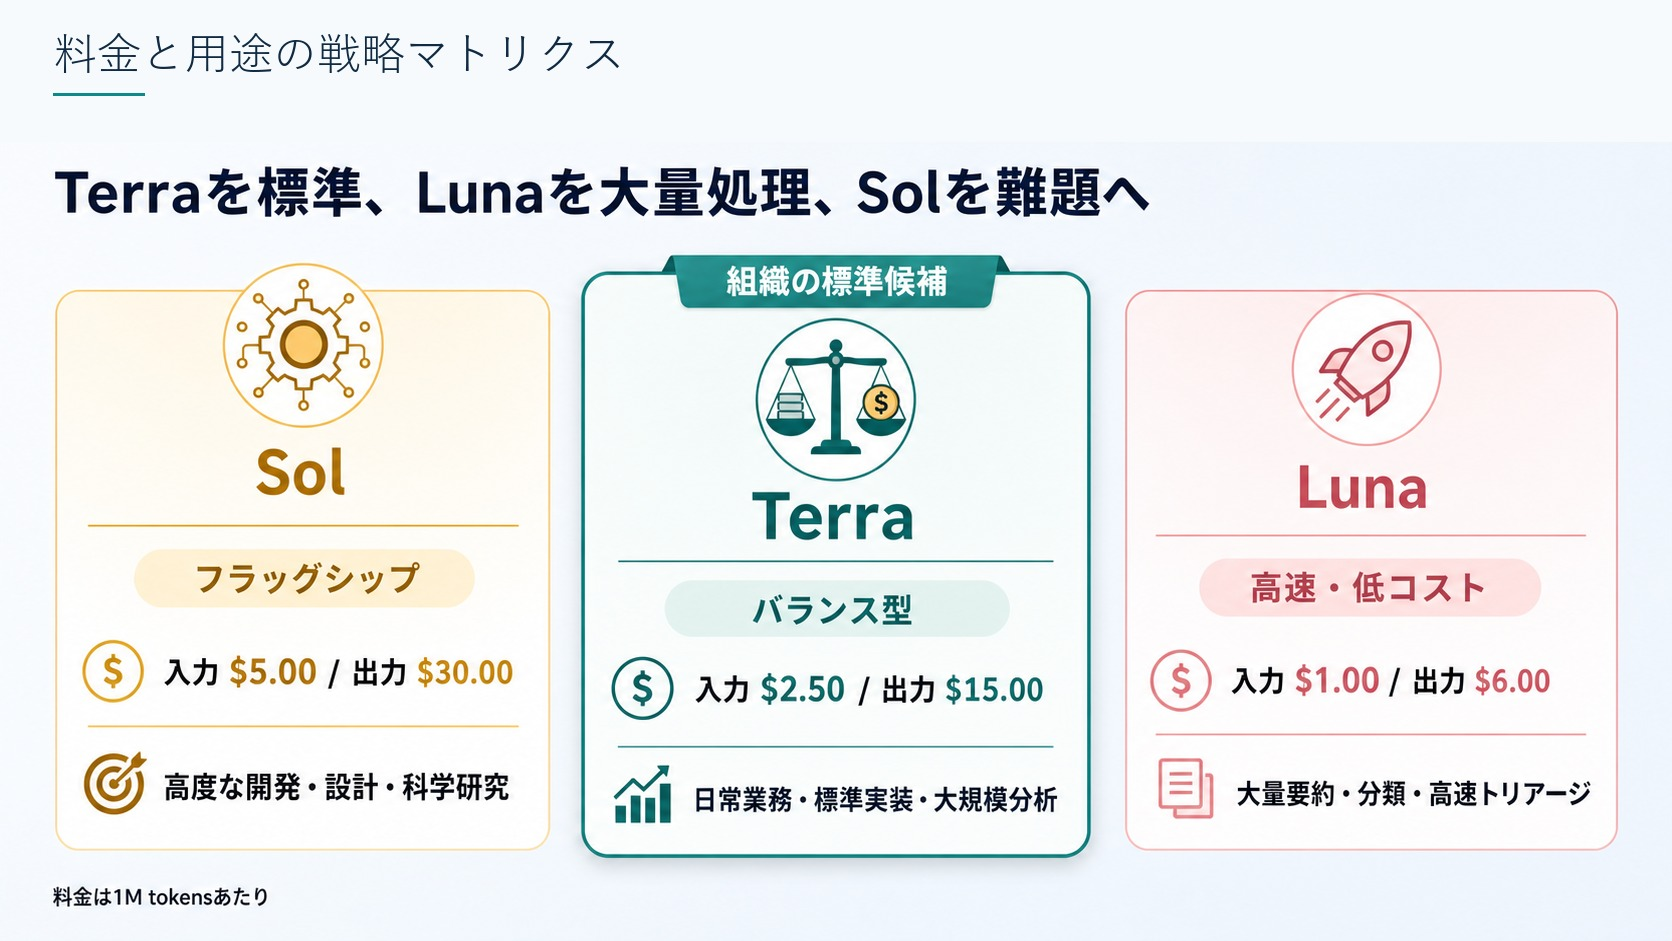 料金と用途の戦略マトリクス
Terraを標準、Lunaを大量処理、Solを難題へ
Sol
フラッグシップ
$ 入力 $5.00 / 出力 $30.00
高度な開発・設計・科学研究
組織の標準候補
$
Terra
バランス型
$ 入力 $2.50 / 出力 $15.00
日常業務・標準実装・大規模分析
Luna
高速・低コスト
$ 入力 $1.00 / 出力 $6.00
大量要約・分類・高速トリアージ
料金は1M tokensあたり